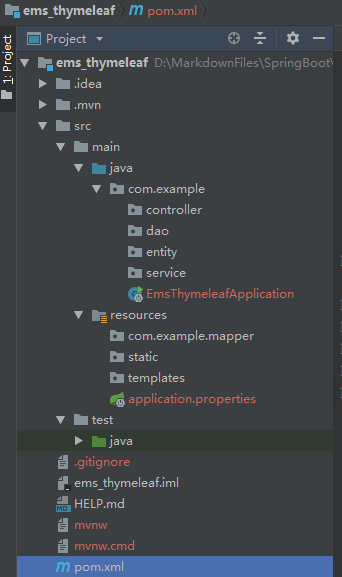 ems_thymeleaf pom.xml
1: Project
Project
ems_thymeleaf D:\MarkdownFiles\SpringBoot\
.idea
.mvn
src
main
java
com.example
controller
dao
entity
service
EmsThymeleafApplication
resources
com.example.mapper
static
templates
application.properties
test
java
.gitignore
ems_thymeleaf.iml
HELP.md
mvnw
mvnw.cmd
pom.xml